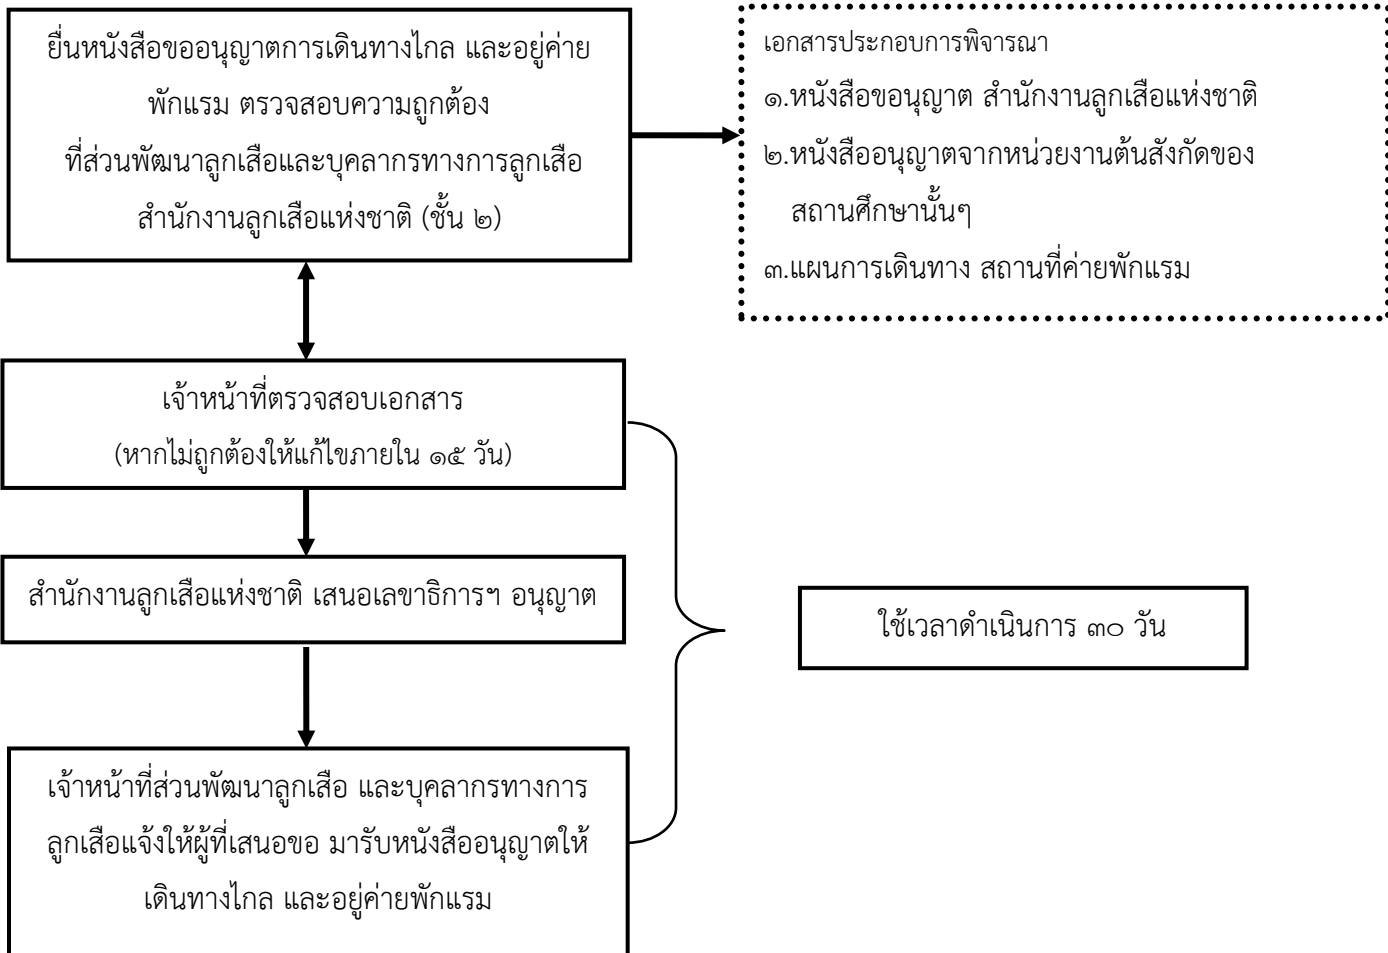 ยื่นหนังสือขออนุญาตการเดินทางไกล และอยู่ค่าย
พักแรม ตรวจสอบความถูกต้อง
ที่ส่วนพัฒนาลูกเสือและบุคลากรทางการลูกเสือ
สำนักงานลูกเสือแห่งชาติ (ชั้น ๒)
เอกสารประกอบการพิจารณา
๑.หนังสือขอนุญาต สำนักงานลูกเสือแห่งชาติ
๒.หนังสืออนุญาตจากหน่วยงานต้นสังกัดของ
สถานศึกษานั้นๆ
๓.แผนการเดินทาง สถานที่ค่ายพักแรม
เจ้าหน้าที่ตรวจสอบเอกสาร
(หากไม่ถูกต้องให้แก้ไขภายใน ๑๕ วัน)
สำนักงานลูกเสือแห่งชาติ เสนอเลขาธิการฯ อนุญาต
ใช้เวลาดำเนินการ ๓๐ วัน
เจ้าหน้าที่ส่วนพัฒนาลูกเสือ และบุคลากรทางการ
ลูกเสือแจ้งให้ผู้ที่เสนอขอ มารับหนังสืออนุญาตให้
เดินทางไกล และอยู่ค่ายพักแรม